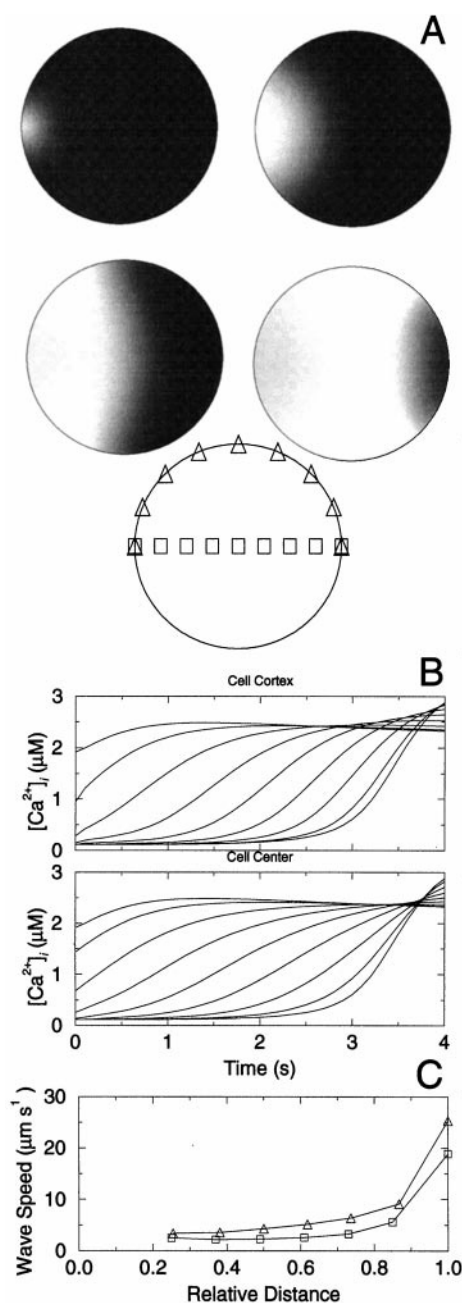 A
B
Cell Cortex
3
2
1
0
[Ca²⁺]ᵢ (μM)
Cell Center
3
2
1
0
[Ca²⁺]ᵢ (μM)
0 1 2 3 4
Time (s)
C
30
20
10
0
Wave Speed (μm s¹)
0.0 0.2 0.4 0.6 0.8 1.0
Relative Distance